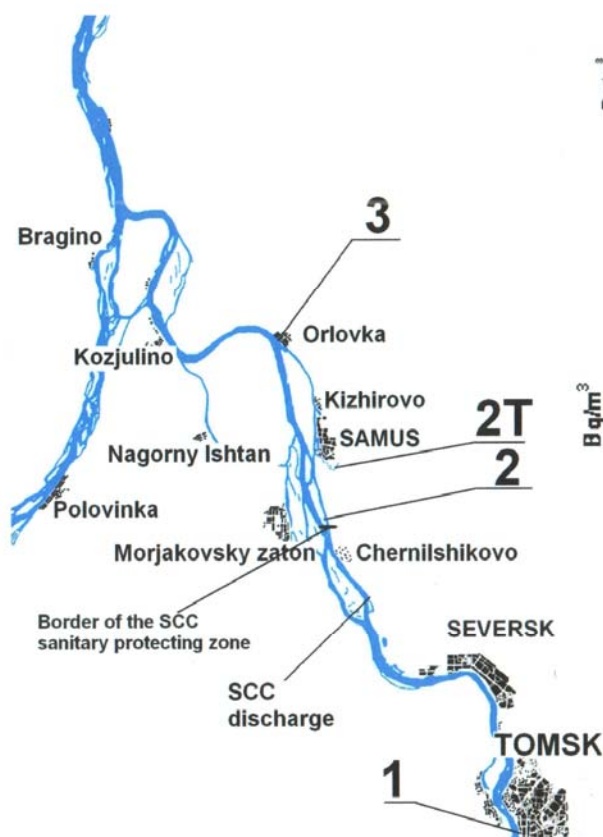 3
Bragino
Orlovka
Kozjulino
Kizhirovo
SAMUS
2T
Bq/m³
Nagorny Ishtan
2
Polovinka
Morjakovsky zaton
Chernilshikovo
Border of the SCC
sanitary protecting zone
SEVERSK
SCC
discharge
TOMSK
1